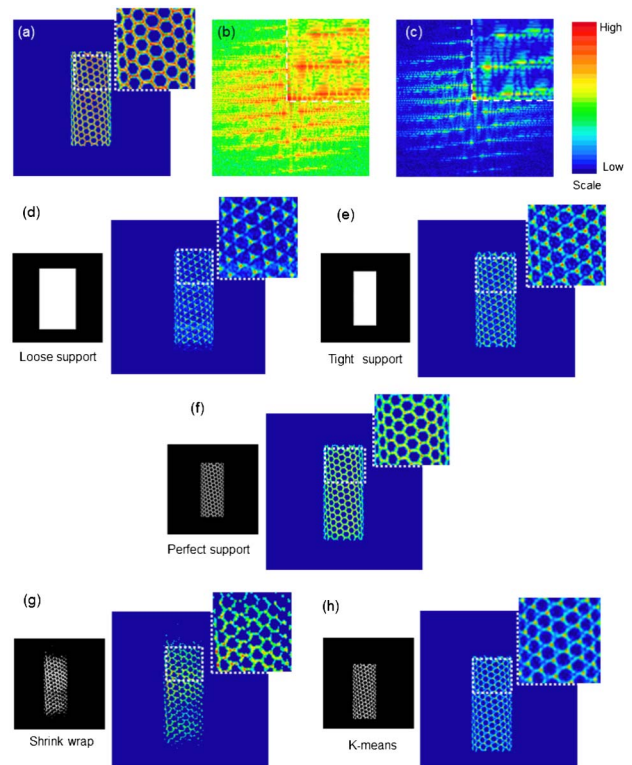 (a)
(b)
(c)
High
Low
Scale
(d)
(e)
Loose support
Tight support
(f)
Perfect support
(g)
(h)
Shrink wrap
K-means